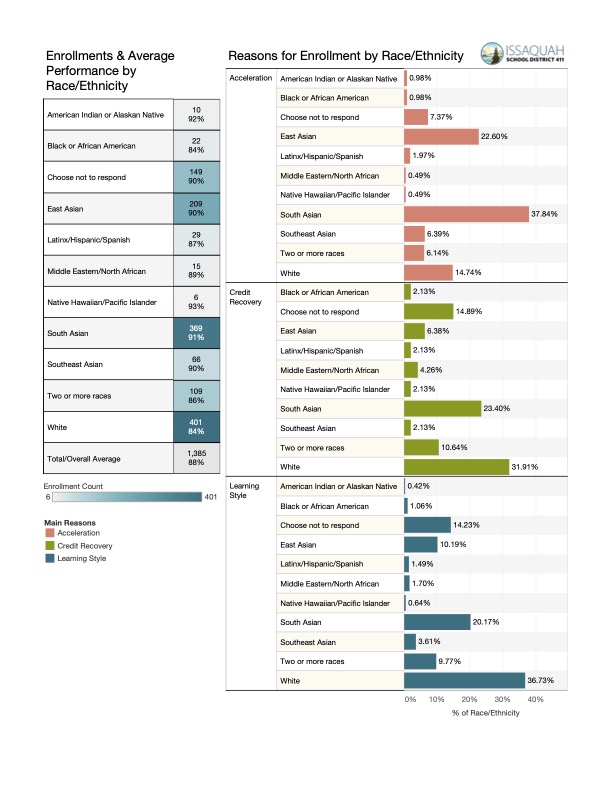 Enrollments & Average
Performance by
Race/Ethnicity
American Indian or Alaskan Native 10
92%
Black or African American 22
84%
Choose not to respond 149
90%
East Asian 209
90%
Latinx/Hispanic/Spanish 29
87%
Middle Eastern/North African 15
89%
Native Hawaiian/Pacific Islander 6
93%
South Asian 369
91%
Southeast Asian 66
90%
Two or more races 109
86%
White 401
84%
Total/Overall Average 1,385
88%
Enrollment Count
6 401
Main Reasons
Acceleration
Credit Recovery
Learning Style
Reasons for Enrollment by Race/Ethnicity
ISSAQUAH
SCHOOL DISTRICT 411
Acceleration American Indian or Alaskan Native 0.98%
Black or African American 0.98%
Choose not to respond 7.37%
East Asian 22.60%
Latinx/Hispanic/Spanish 1.97%
Middle Eastern/North African 0.49%
Native Hawaiian/Pacific Islander 0.49%
South Asian 37.84%
Southeast Asian 6.39%
Two or more races 6.14%
White 14.74%
Credit
Recovery
Black or African American 2.13%
Choose not to respond 14.89%
East Asian 6.38%
Latinx/Hispanic/Spanish 2.13%
Middle Eastern/North African 4.26%
Native Hawaiian/Pacific Islander 2.13%
South Asian 23.40%
Southeast Asian 2.13%
Two or more races 10.64%
White 31.91%
Learning
Style
American Indian or Alaskan Native 0.42%
Black or African American 1.06%
Choose not to respond 14.23%
East Asian 10.19%
Latinx/Hispanic/Spanish 1.49%
Middle Eastern/North African 1.70%
Native Hawaiian/Pacific Islander 0.64%
South Asian 20.17%
Southeast Asian 3.61%
Two or more races 9.77%
White 36.73%
0% 10% 20% 30% 40%
% of Race/Ethnicity